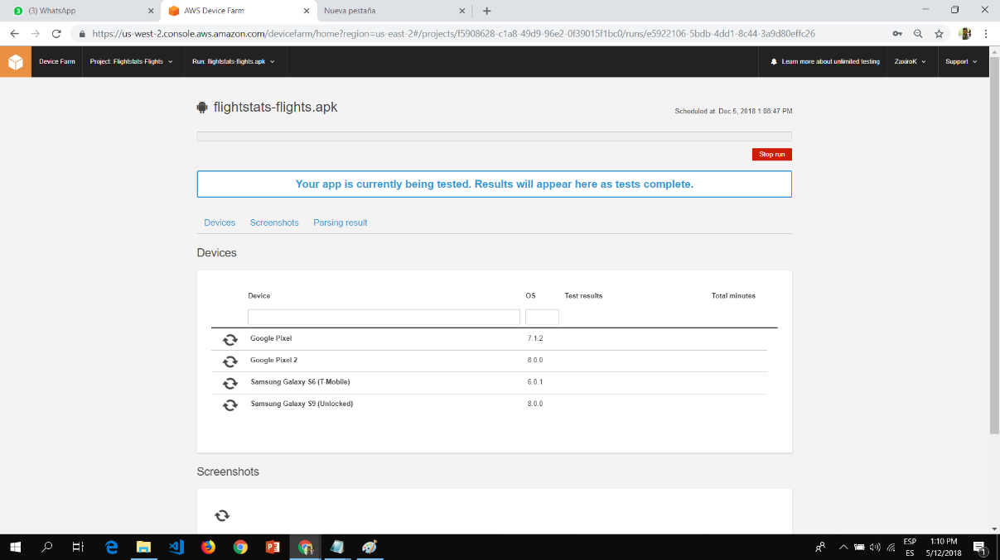 (3) WhatsApp
AWS Device Farm
Nueva pestaña
https://us-west-2.console.aws.amazon.com/devicefarm/home?region=us-east-2#/projects/f5908628-c1a8-49d9-96e2-0f39015f1bc0/runs/e5922106-5bdb-4dd1-8c44-3a9d80effc26
Device Farm
Project: Flightstats-Flights
Run: flightstats-flights.apk
Learn more about unlimited testing
ZaxiroK
Support
flightstats-flights.apk
Scheduled at: Dec 5, 2018 1:08:47 PM
Stop run
Your app is currently being tested. Results will appear here as tests complete.
Devices Screenshots Parsing result
Devices
Device OS Test results Total minutes
Google Pixel 7.1.2
Google Pixel 2 8.0.0
Samsung Galaxy S6 (T-Mobile) 6.0.1
Samsung Galaxy S9 (Unlocked) 8.0.0
Screenshots
ESP 1:10 PM
ES 5/12/2018
1